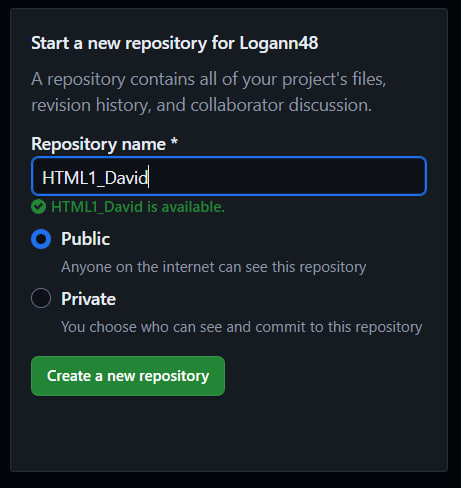 Start a new repository for Logann48
A repository contains all of your project's files,
revision history, and collaborator discussion.
Repository name *
HTML1_David
HTML1_David is available.
Public
Anyone on the internet can see this repository
Private
You choose who can see and commit to this repository
Create a new repository